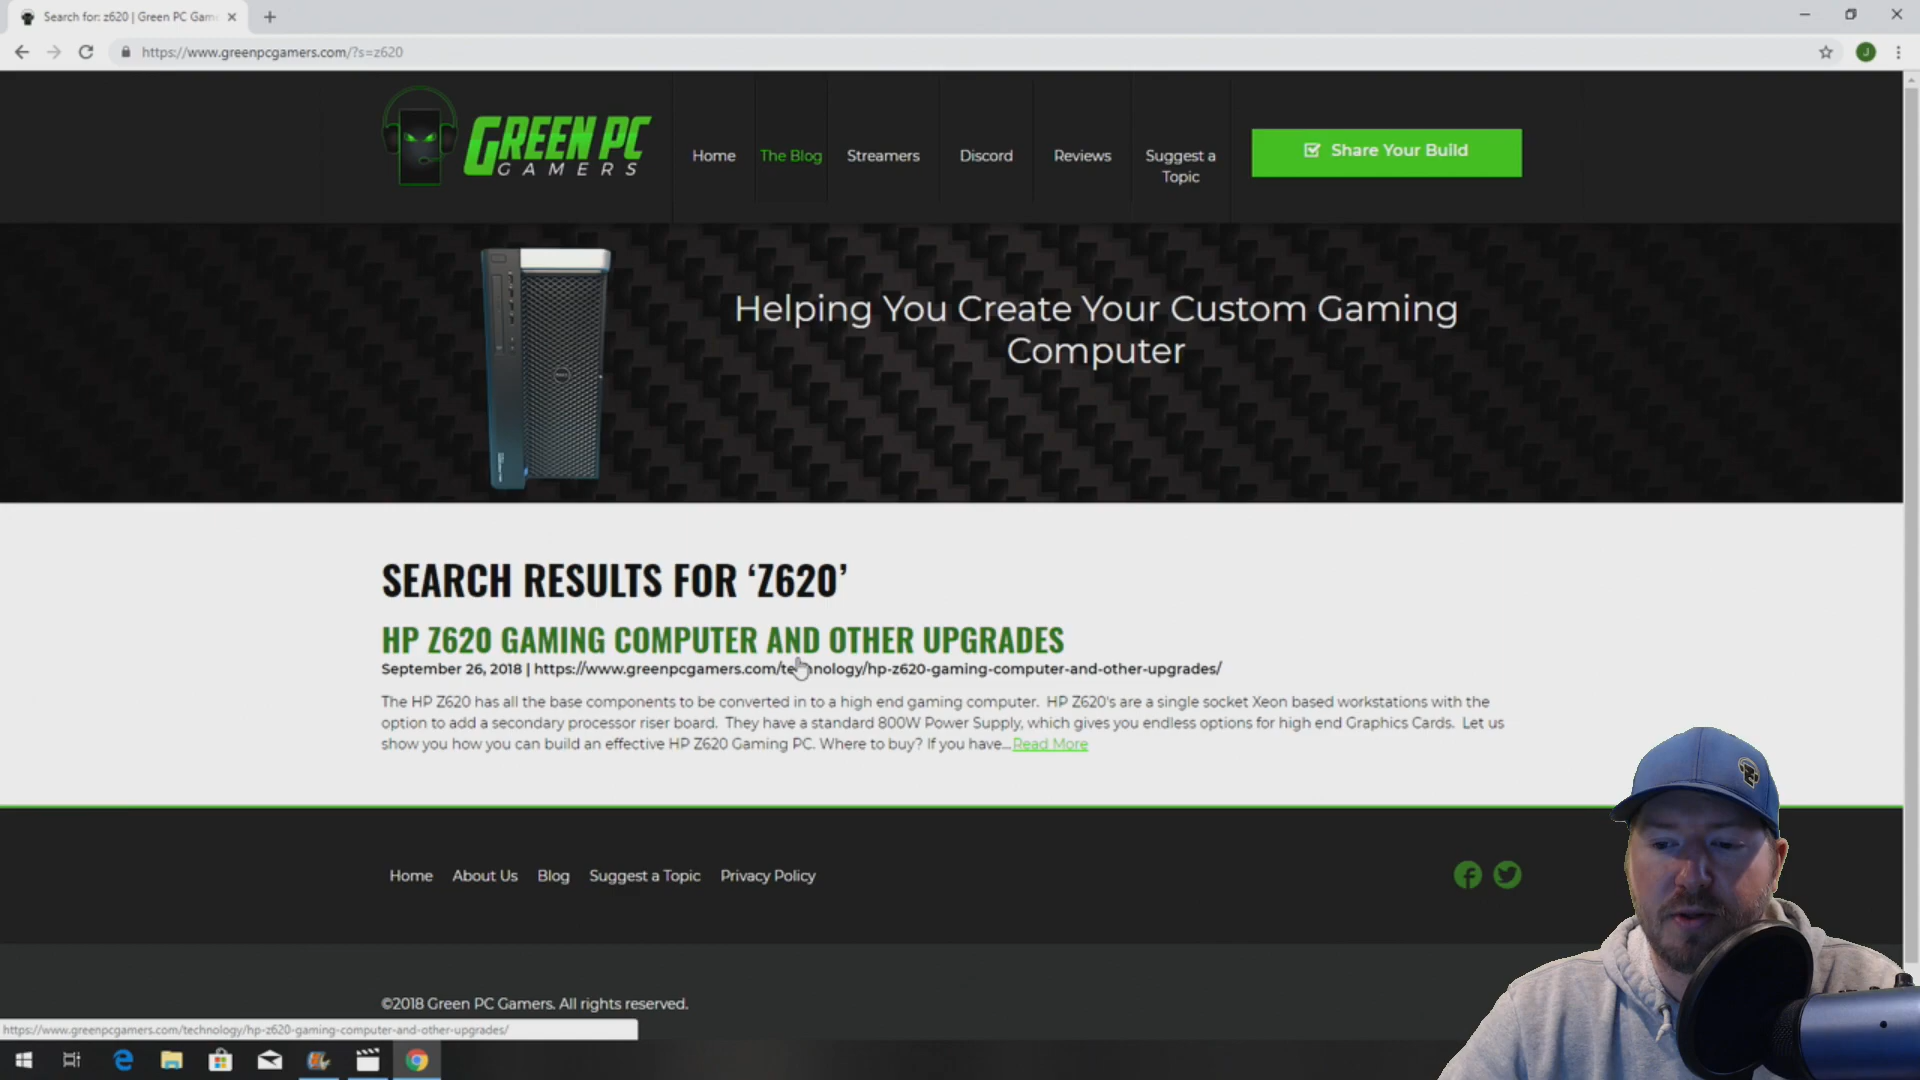 Search for: z620 | Green PC Gam
https://www.greenpcgamers.com/?s=z620
J
GREEN PC
GAMERS
Home
The Blog
Streamers
Discord
Reviews
Suggest a
Topic
Share Your Build
Helping You Create Your Custom Gaming
Computer
SEARCH RESULTS FOR ‘Z620’
HP Z620 GAMING COMPUTER AND OTHER UPGRADES
September 26, 2018 | https://www.greenpcgamers.com/technology/hp-z620-gaming-computer-and-other-upgrades/
The HP Z620 has all the base components to be converted in to a high end gaming computer. HP Z620's are a single socket Xeon based workstations with the
option to add a secondary processor riser board. They have a standard 800W Power Supply, which gives you endless options for high end Graphics Cards. Let us
show you how you can build an effective HP Z620 Gaming PC. Where to buy? If you have...Read More
Home About Us Blog Suggest a Topic Privacy Policy
©2018 Green PC Gamers. All rights reserved.
https://www.greenpcgamers.com/technology/hp-z620-gaming-computer-and-other-upgrades/